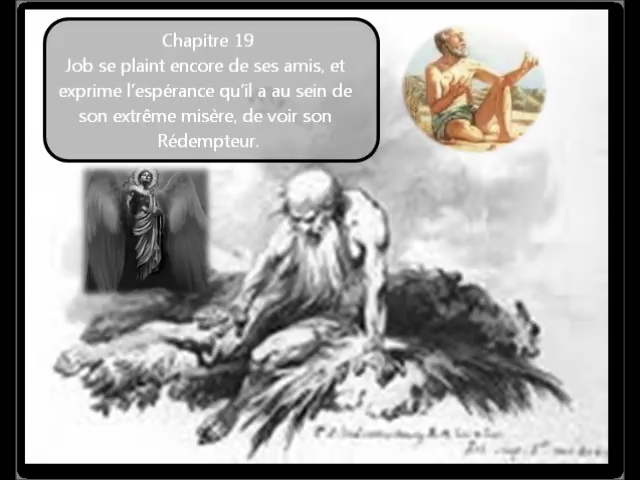 Chapitre 19
Job se plaint encore de ses amis, et
exprime l'espérance qu'il a au sein de
son extrême misère, de voir son
Rédempteur.